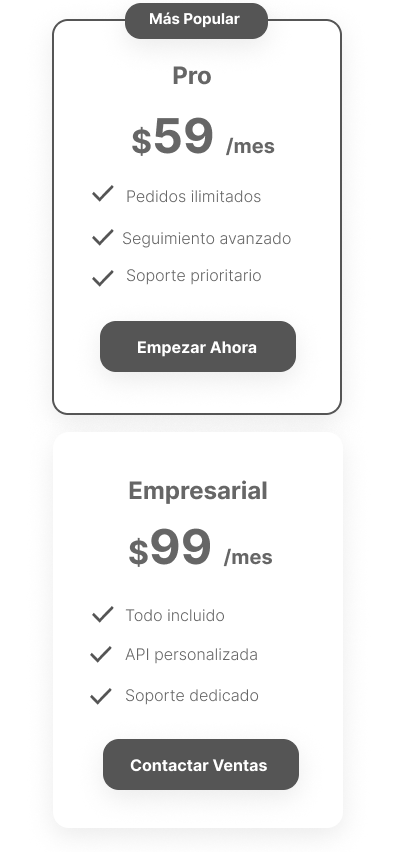 Más Popular
Pro
$59 /mes
Pedidos ilimitados
Seguimiento avanzado
Soporte prioritario
Empezar Ahora
Empresarial
$99 /mes
Todo incluido
API personalizada
Soporte dedicado
Contactar Ventas